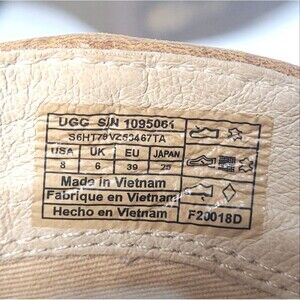 UGG S/N 1095061
USA UK EU JAPAN
8 6 39 25
Made in Vietnam
Fabrique en Vietnam
Hecho en Vietnam
F20018D